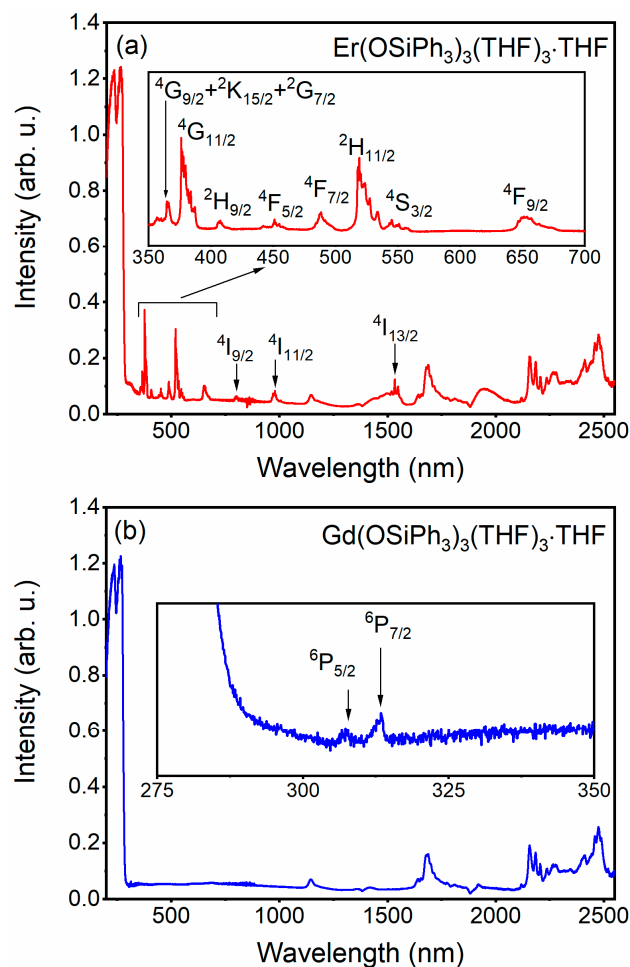 (a) Er(OSiPh₃)₃(THF)₃·THF
⁴G₉/₂+²K₁₅/₂+²G₇/₂
⁴G₁₁/₂
²H₁₁/₂
²H₉/₂ ⁴F₅/₂ ⁴F₇/₂ ⁴S₃/₂ ⁴F₉/₂
350 400 450 500 550 600 650 700
⁴I₉/₂ ⁴I₁₁/₂ ⁴I₁₃/₂
1.4
1.2
1.0
0.8
0.6
0.4
0.2
0.0
Intensity (arb. u.)
500 1000 1500 2000 2500
Wavelength (nm)
(b) Gd(OSiPh₃)₃(THF)₃·THF
⁶P₇/₂
⁶P₅/₂
275 300 325 350
1.4
1.2
1.0
0.8
0.6
0.4
0.2
0.0
Intensity (arb. u.)
500 1000 1500 2000 2500
Wavelength (nm)